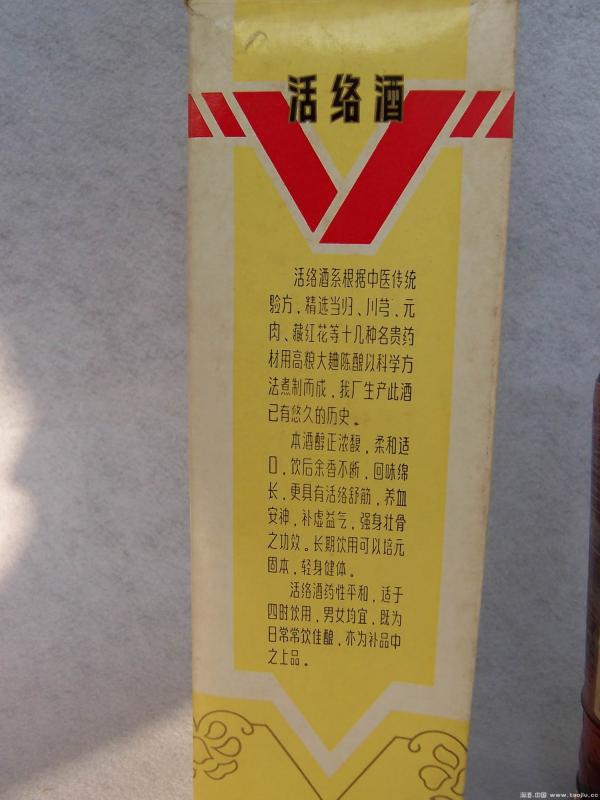 活络酒
活络酒系根据中医传统
验方，精选当归、川芎、元
肉、藏红花等十几种名贵药
材用高粮大麯陈酿以科学方
法煮制而成，我厂生产此酒
已有悠久的历史。
本酒醇正浓馥，柔和适
口，饮后余香不断，回味绵
长，更具有活络舒筋，养血
安神，补虚益气，强身壮骨
之功效。长期饮用可以培元
固本，轻身健体。
活络酒药性平和，适于
四时饮用，男女均宜，既为
日常常饮佳酿，亦为补品中
之上品。
淘酒.中国 www.taojiu.cc